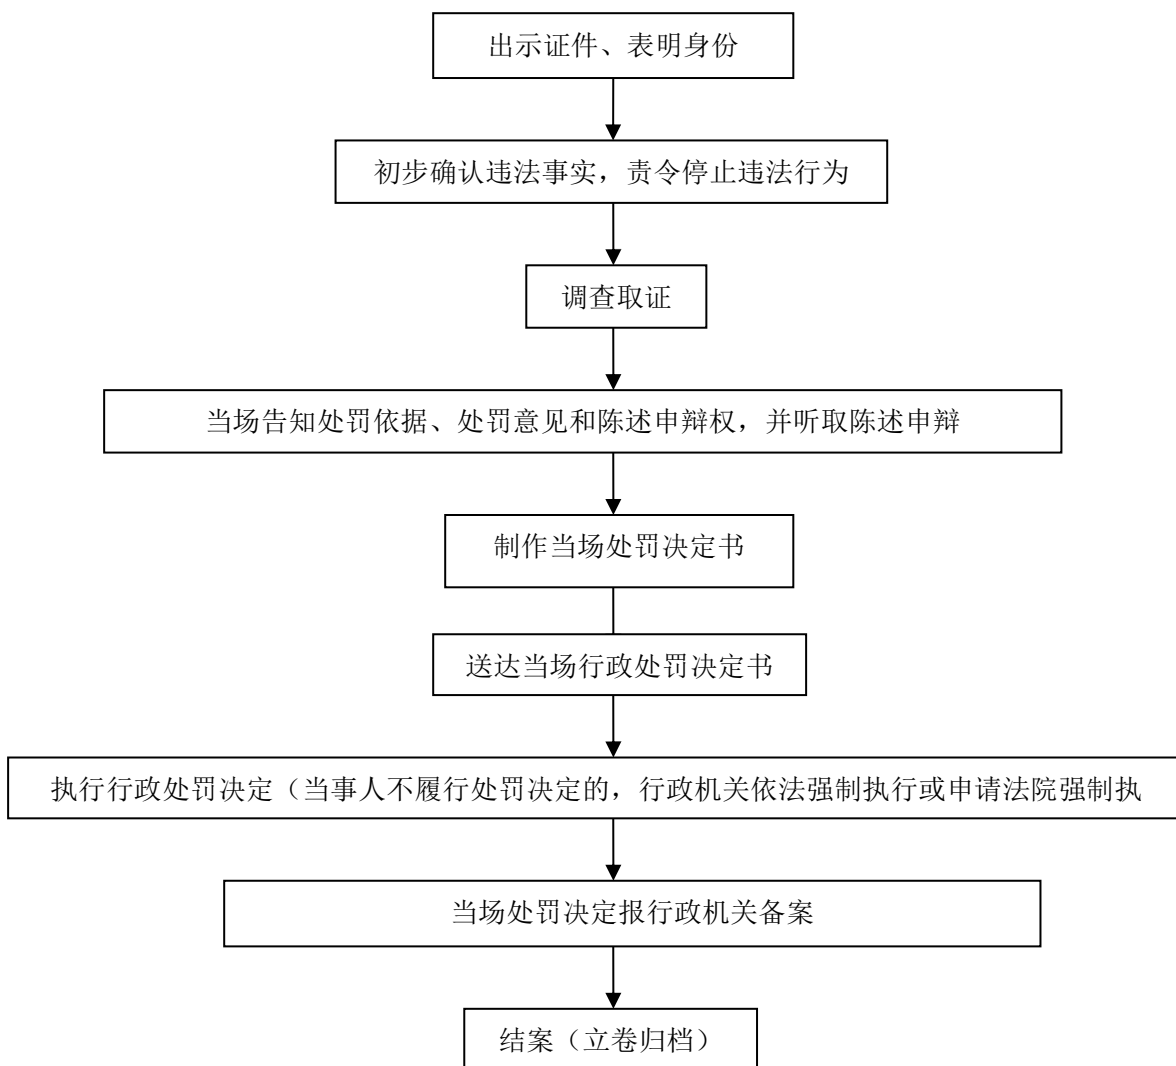 出示证件、表明身份
初步确认违法事实，责令停止违法行为
调查取证
当场告知处罚依据、处罚意见和陈述申辩权，并听取陈述申辩
制作当场处罚决定书
送达当场行政处罚决定书
执行行政处罚决定（当事人不履行处罚决定的，行政机关依法强制执行或申请法院强制执
当场处罚决定报行政机关备案
结案（立卷归档）